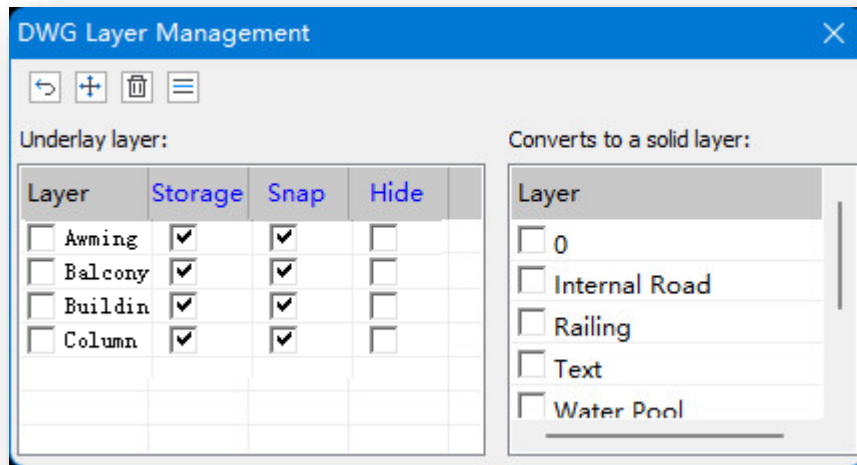 DWG Layer Management
Underlay layer:
Layer Storage Snap Hide
Awming
Balcony
Buildin
Column
Converts to a solid layer:
Layer
0
Internal Road
Railing
Text
Water Pool